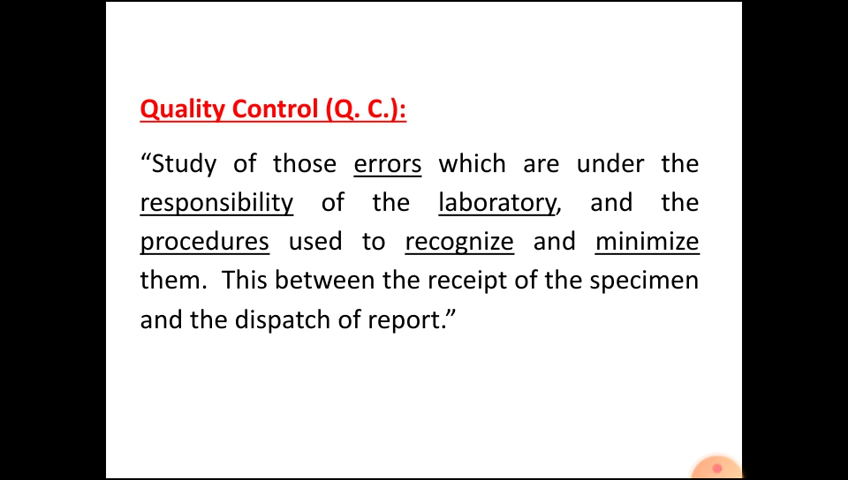 Quality Control (Q. C.):
“Study of those errors which are under the
responsibility of the laboratory, and the
procedures used to recognize and minimize
them.  This between the receipt of the specimen
and the dispatch of report.”